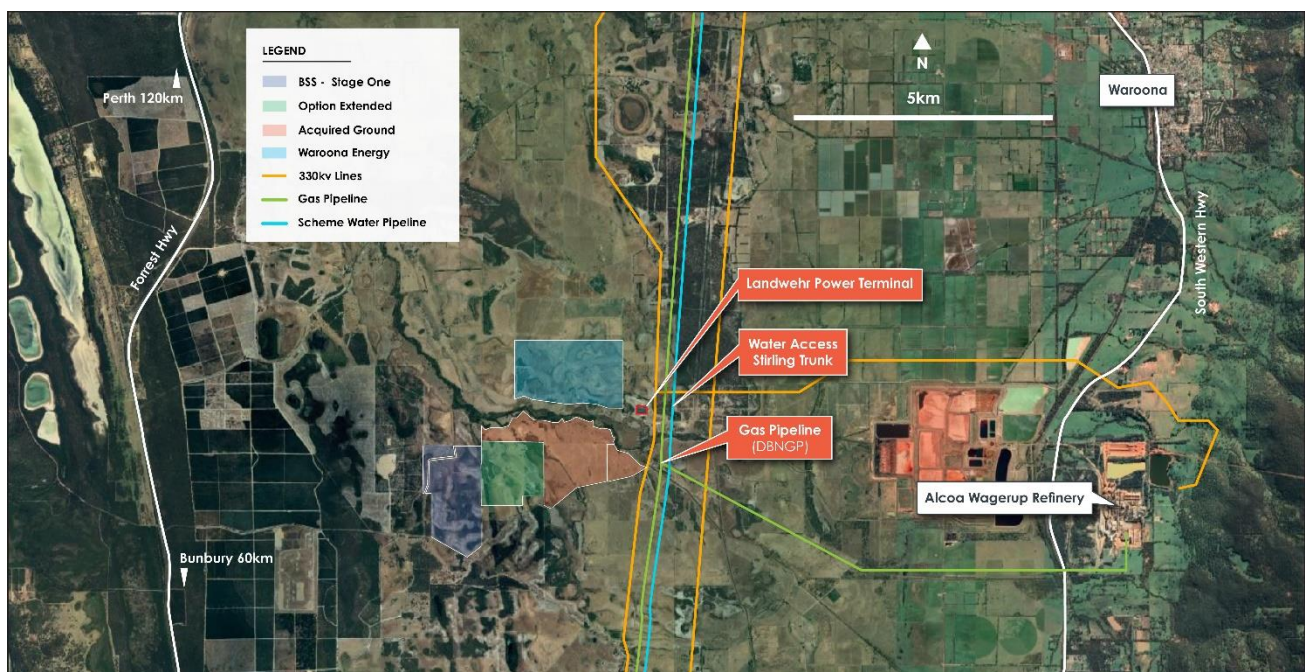 LEGEND
BSS - Stage One
Option Extended
Acquired Ground
Waroona Energy
330kv Lines
Gas Pipeline
Scheme Water Pipeline
Perth 120km
Forrest Hwy
Bunbury 60km
N
5km
Waroona
South Western Hwy
Landwehr Power Terminal
Water Access
Stirling Trunk
Gas Pipeline
(DBNGP)
Alcoa Wagerup Refinery